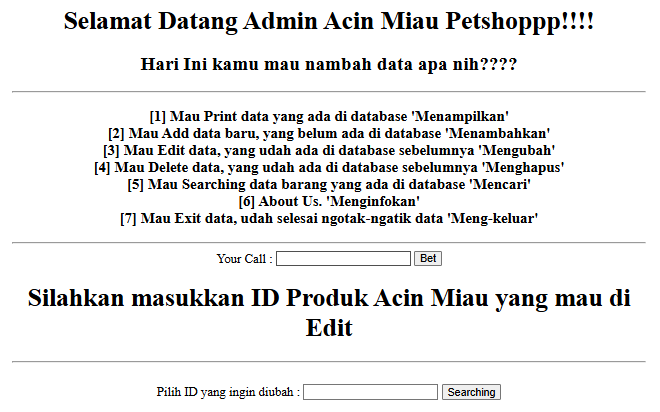 Selamat Datang Admin Acin Miau Petshoppp!!!!
Hari Ini kamu mau nambah data apa nih????
[1] Mau Print data yang ada di database 'Menampilkan'
[2] Mau Add data baru, yang belum ada di database 'Menambahkan'
[3] Mau Edit data, yang udah ada di database sebelumnya 'Mengubah'
[4] Mau Delete data, yang udah ada di database sebelumnya 'Menghapus'
[5] Mau Searching data barang yang ada di database 'Mencari'
[6] About Us. 'Menginfokan'
[7] Mau Exit data, udah selesai ngotak-ngatik data 'Meng-keluar'
Your Call : Bet
Silahkan masukkan ID Produk Acin Miau yang mau di
Edit
Pilih ID yang ingin diubah : Searching